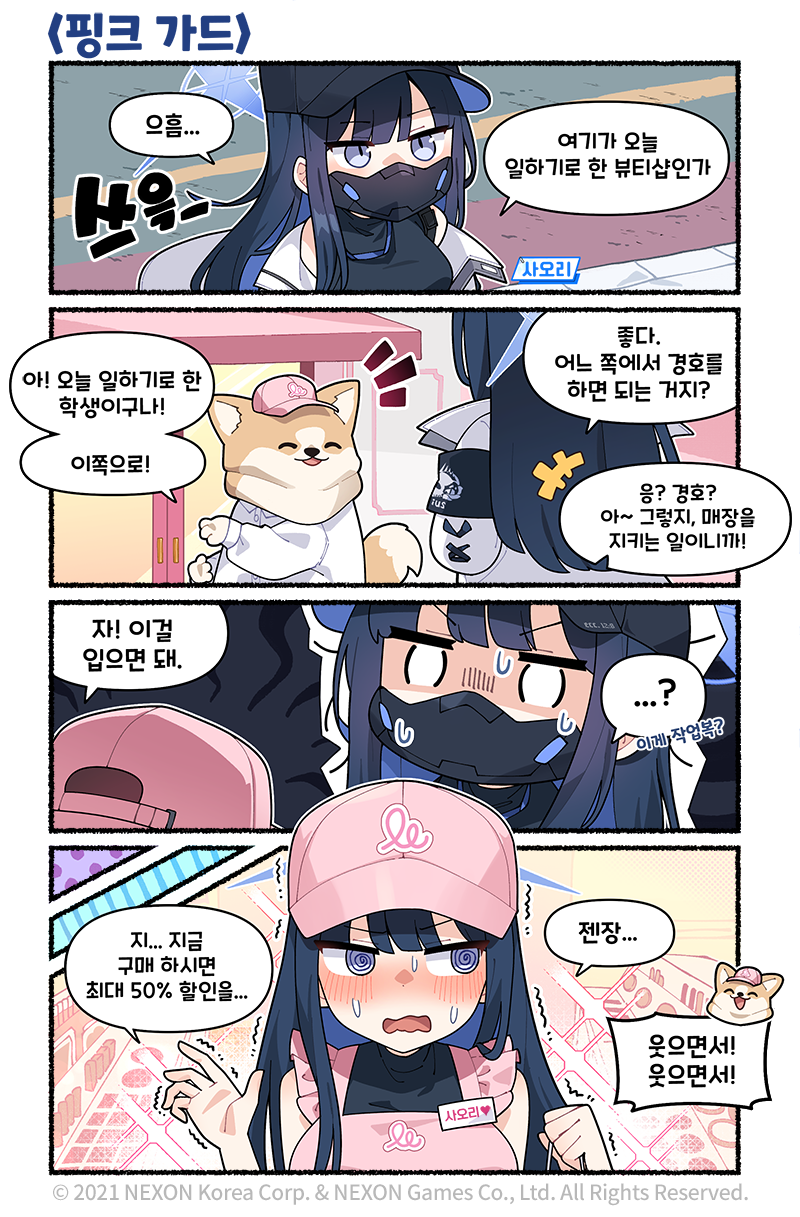 <핑크 가드>
으흠...
쓰윽-
여기가 오늘
일하기로 한 뷰티샵인가
사오리
아! 오늘 일하기로 한
학생이구나!
이쪽으로!
좋다.
어느 쪽에서 경호를
하면 되는 거지?
응? 경호?
아~ 그렇지, 매장을
지키는 일이니까!
IUS
자! 이걸
입으면 돼.
ECC. 12:8
...?
이게 작업복?
le
지... 지금
구매 하시면
최대 50% 할인을...
젠장...
웃으면서!
웃으면서!
사오리♥
le
© 2021 NEXON Korea Corp. & NEXON Games Co., Ltd. All Rights Reserved.